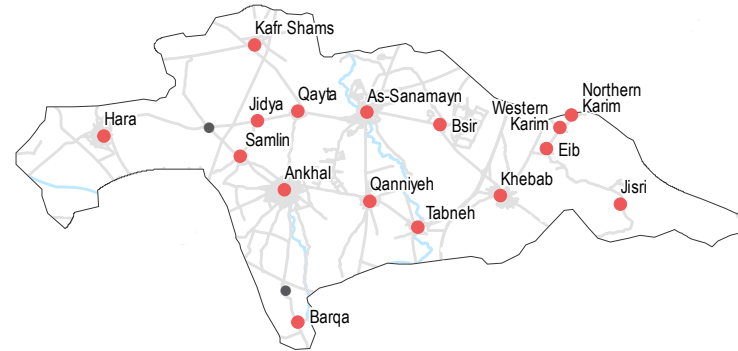 Kafr Shams
Hara
Jidya
Qayta
As-Sanamayn
Northern
Karim
Western
Karim
Bsir
Samlin
Eib
Ankhal
Qanniyeh
Khebab
Jisri
Tabneh
Barqa